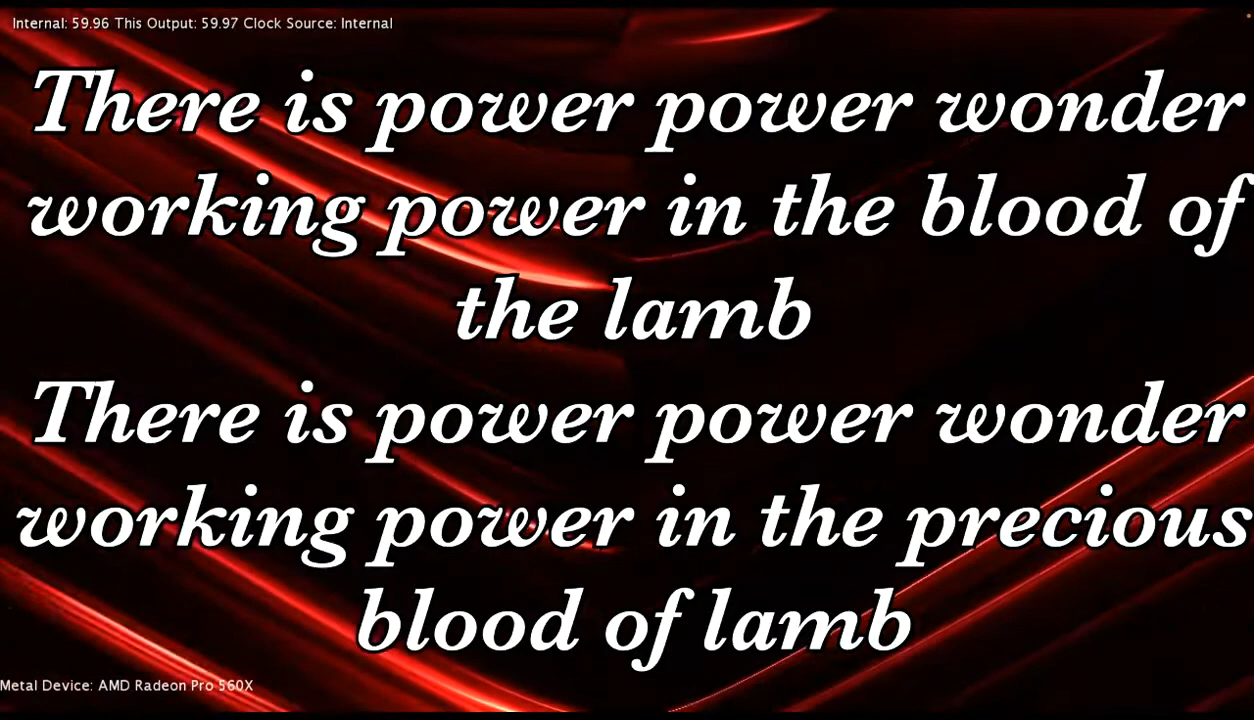 Internal: 59.96 This Output: 59.97 Clock Source: Internal
There is power power wonder
working power in the blood of
the lamb
There is power power wonder
working power in the precious
blood of lamb
Metal Device: AMD Radeon Pro 560X